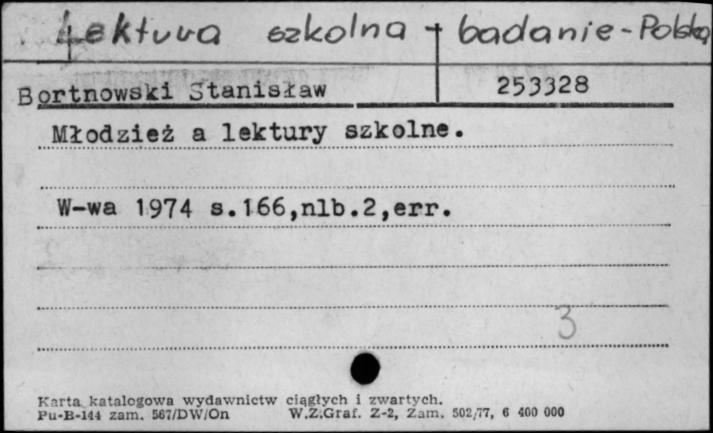 Lektura szkolna - badanie - Polska
Bortnowski Stanisław 253328
Młodzież a lektury szkolne.
W-wa 1974 s.166,nlb.2,err.
3
Karta katalogowa wydawnictw ciągłych i zwartych.
Pu-B-144 zam. 567/DW/On W.Z.Graf. Z-2, Zam. 502/77, 6 400 000